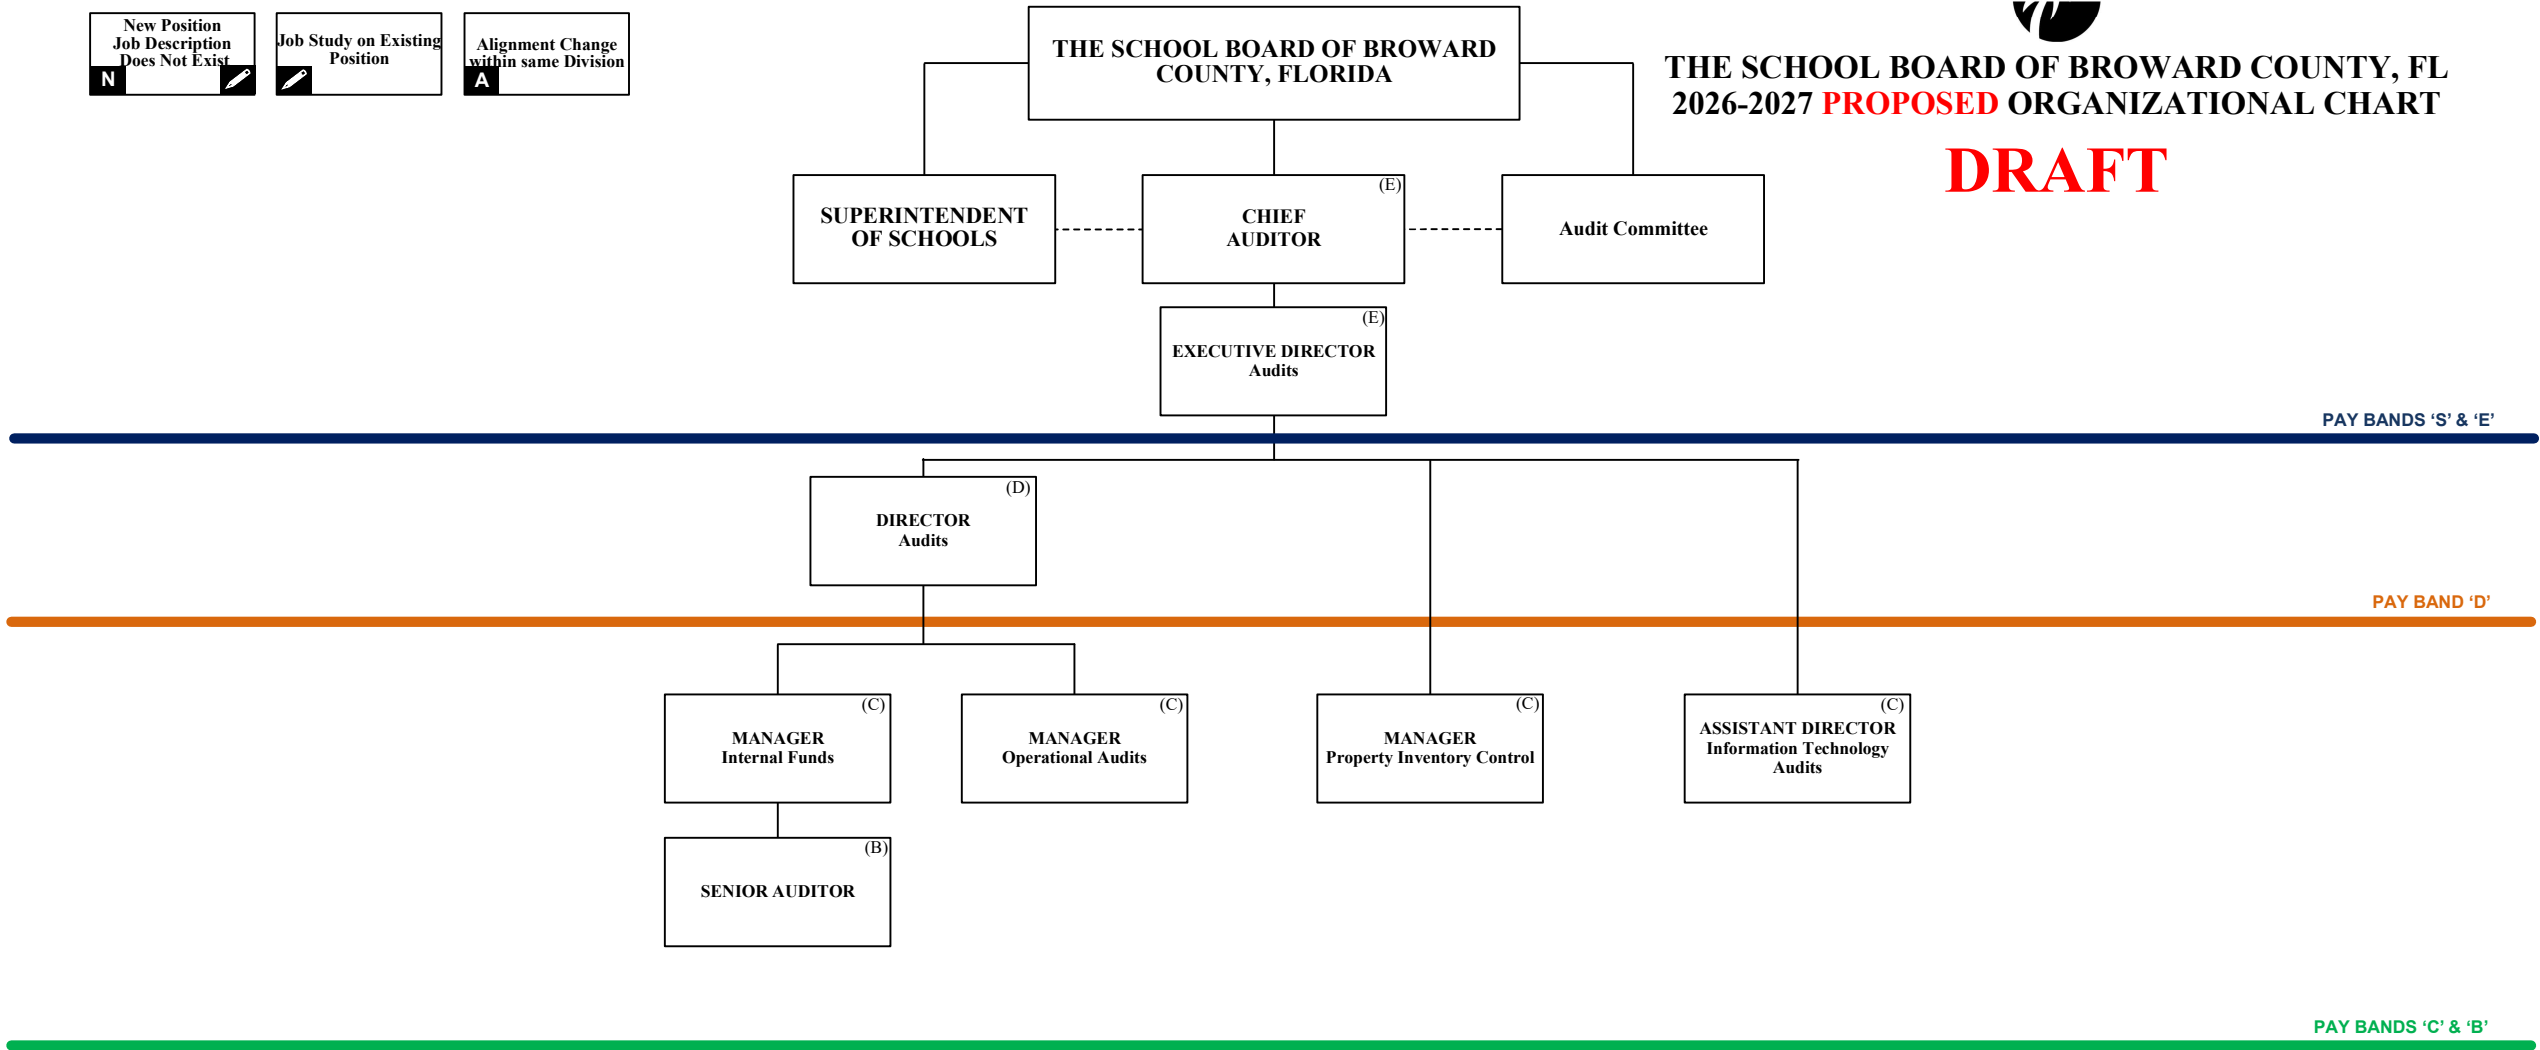 New Position
Job Description
Does Not Exist
N
Job Study on Existing
Position
Alignment Change
within same Division
A
THE SCHOOL BOARD OF BROWARD
COUNTY, FLORIDA
THE SCHOOL BOARD OF BROWARD COUNTY, FL
2026-2027 PROPOSED ORGANIZATIONAL CHART
DRAFT
SUPERINTENDENT
OF SCHOOLS
(E)
CHIEF
AUDITOR
Audit Committee
(E)
EXECUTIVE DIRECTOR
Audits
PAY BANDS ‘S’ & ‘E’
(D)
DIRECTOR
Audits
PAY BAND ‘D’
(C)
MANAGER
Internal Funds
(C)
MANAGER
Operational Audits
(C)
MANAGER
Property Inventory Control
(C)
ASSISTANT DIRECTOR
Information Technology
Audits
(B)
SENIOR AUDITOR
PAY BANDS ‘C’ & ‘B’